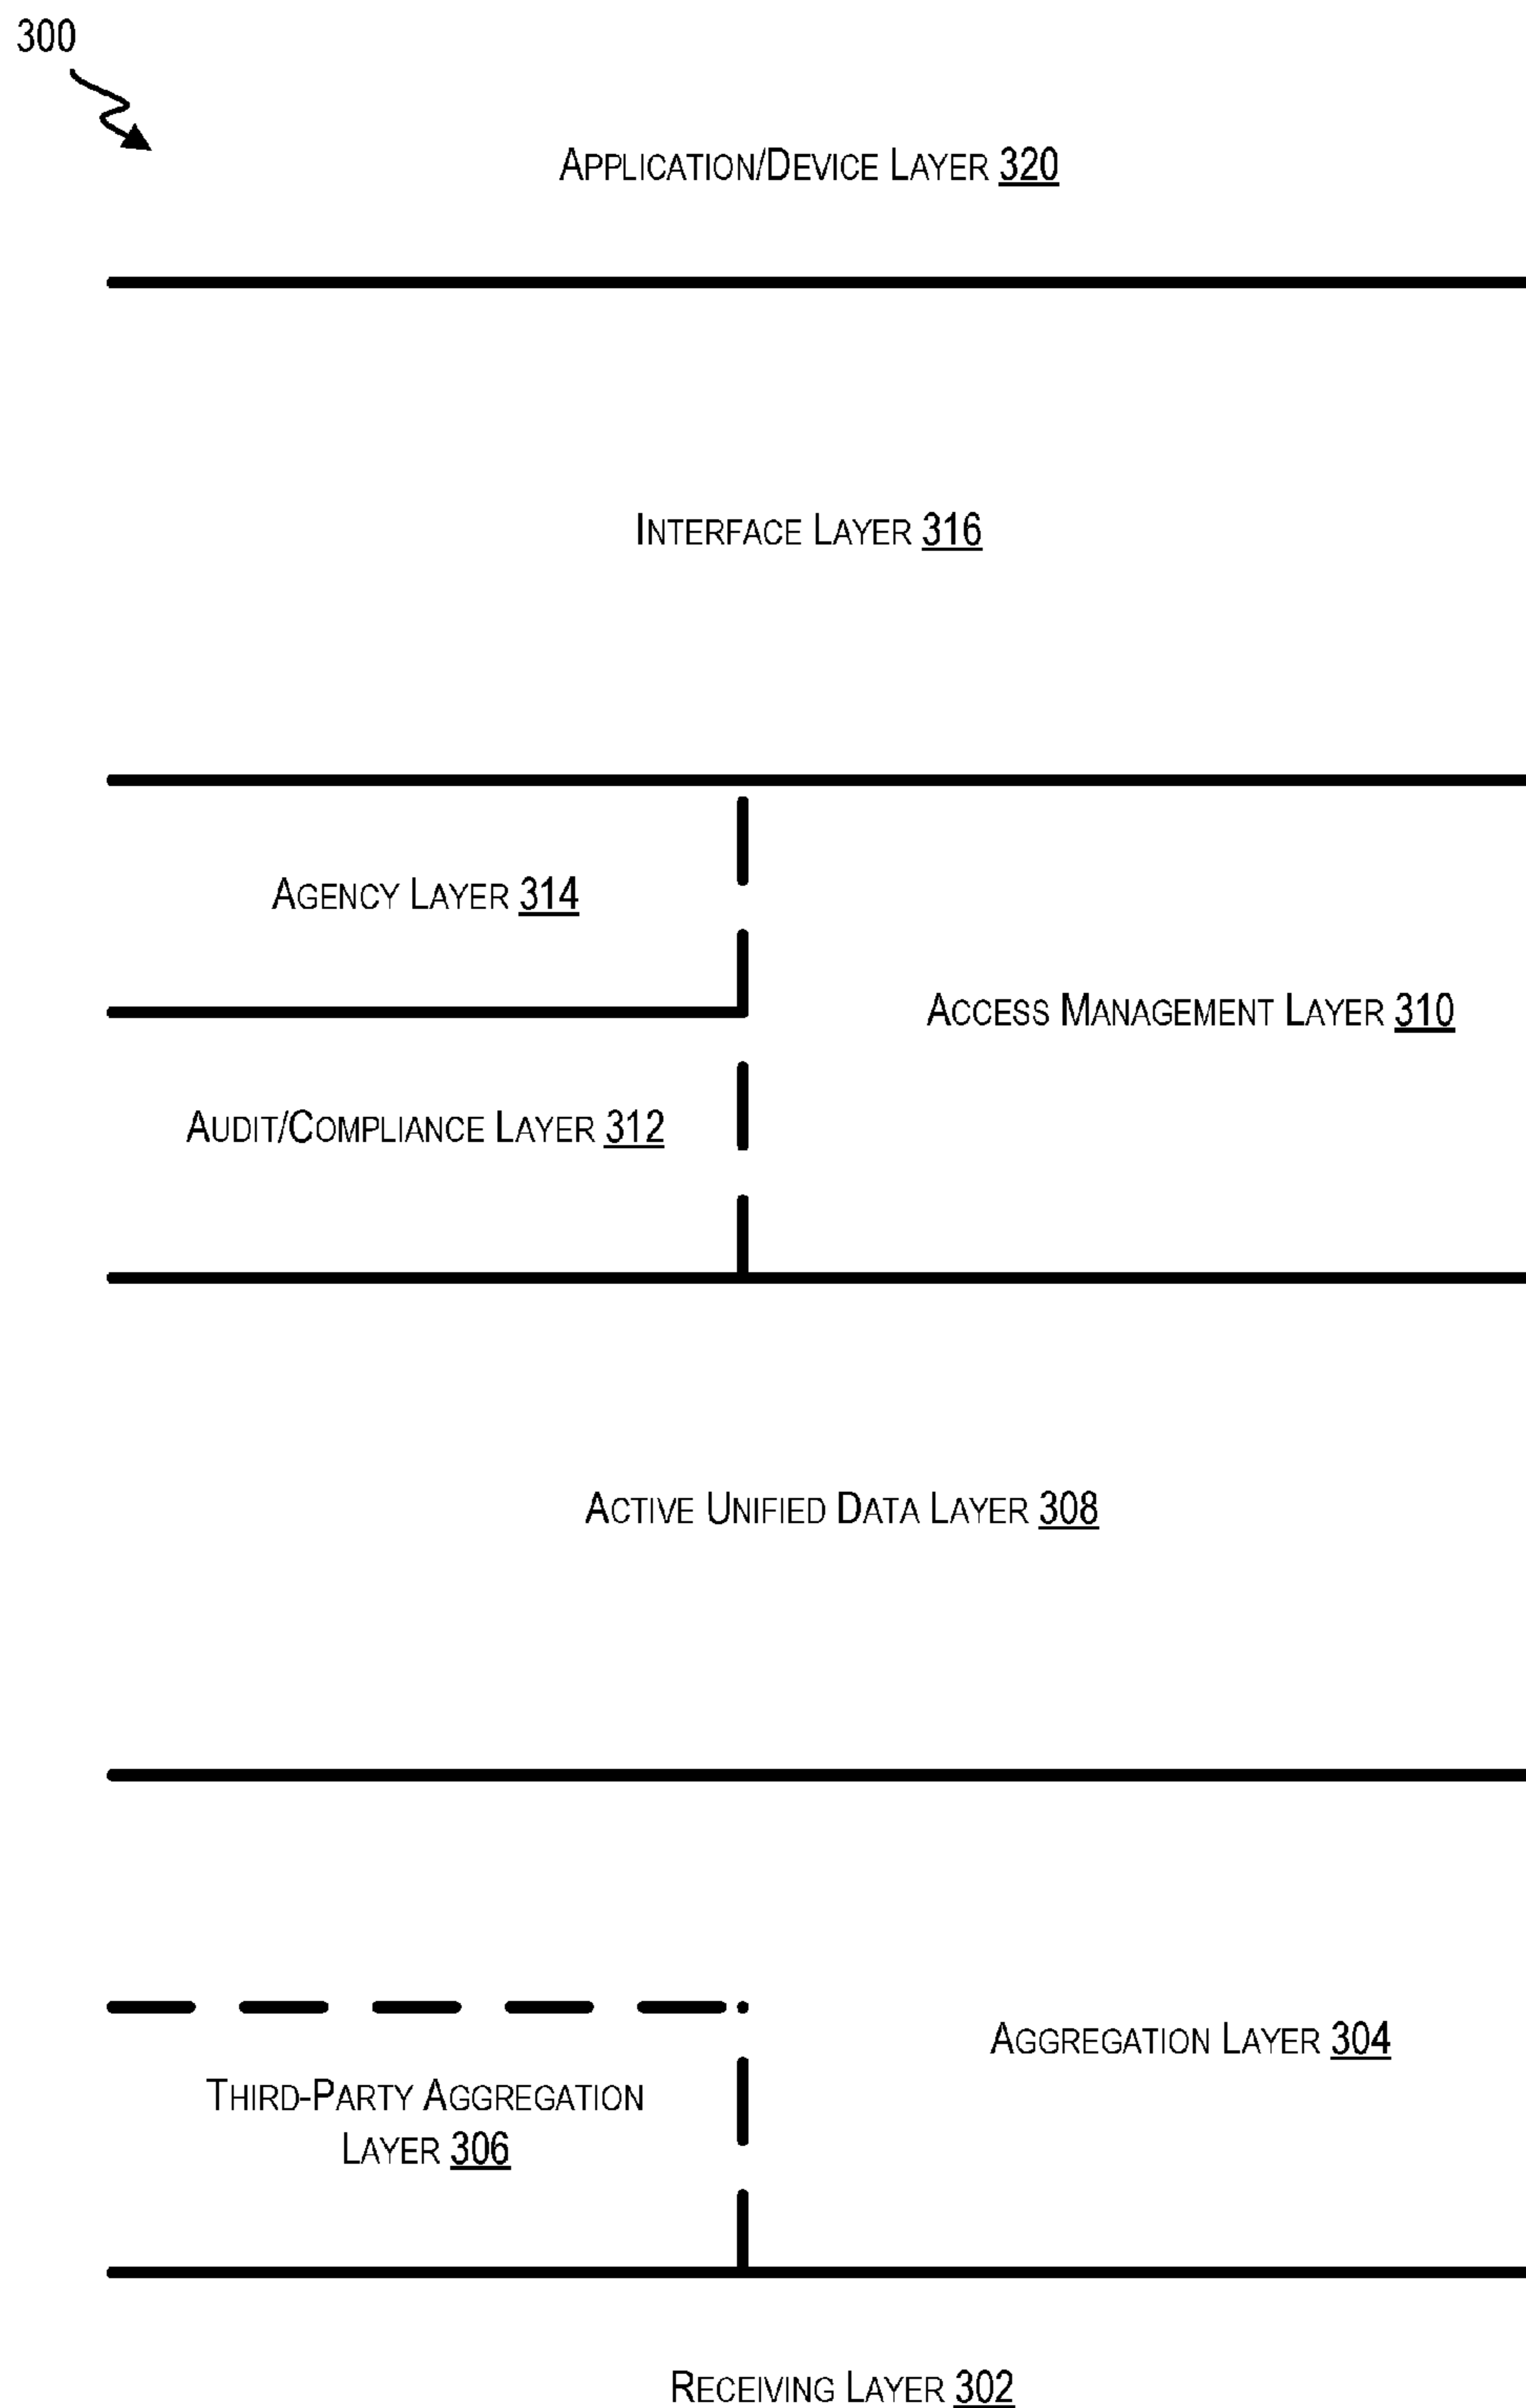 300
APPLICATION/DEVICE LAYER 320
INTERFACE LAYER 316
AGENCY LAYER 314
ACCESS MANAGEMENT LAYER 310
AUDIT/COMPLIANCE LAYER 312
ACTIVE UNIFIED DATA LAYER 308
AGGREGATION LAYER 304
THIRD-PARTY AGGREGATION
LAYER 306
RECEIVING LAYER 302